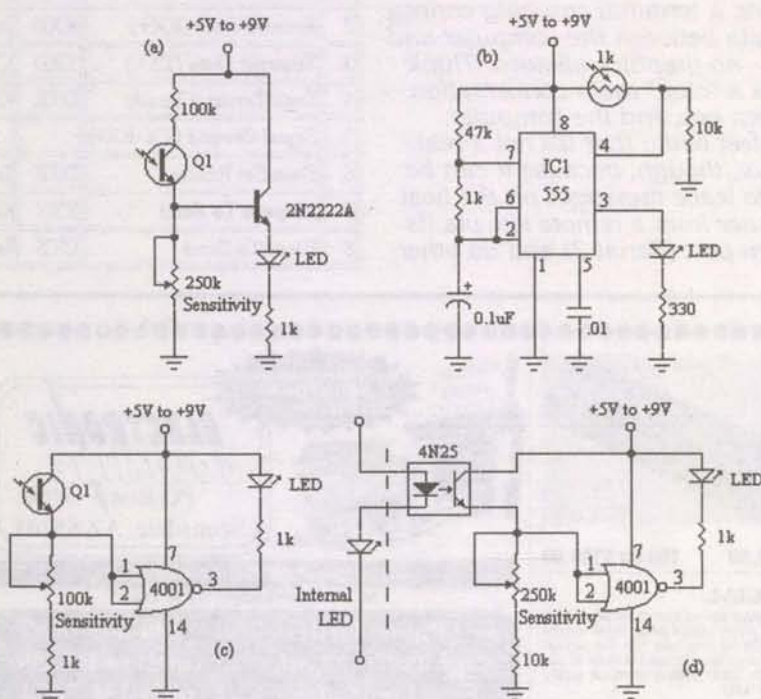 (a)
+5V to +9V
100k
Q1
2N2222A
LED
250k
Sensitivity
1k
(b)
+5V to +9V
1k
8
47k
7
4
10k
IC1
555
1k
6
3
2
LED
1
5
0.1uF
.01
330
+5V to +9V
Q1
LED
1k
7
1
100k
4001
3
2
Sensitivity
14
1k
(c)
4N25
Internal
LED
+5V to +9V
LED
1k
7
1
250k
4001
3
2
Sensitivity
14
10k
(d)